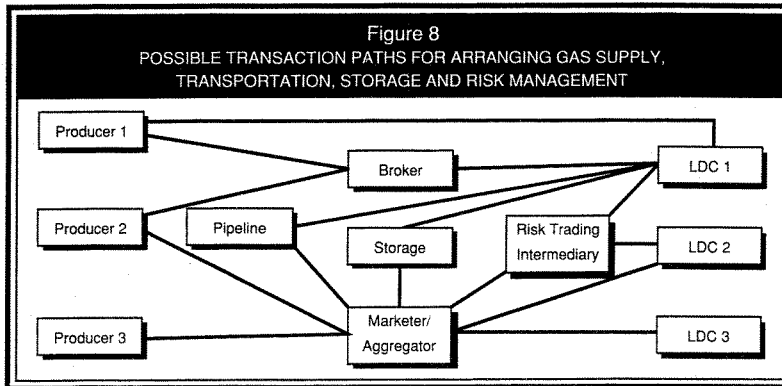 Figure 8
POSSIBLE TRANSACTION PATHS FOR ARRANGING GAS SUPPLY,
TRANSPORTATION, STORAGE AND RISK MANAGEMENT
Producer 1
Broker
LDC 1
Producer 2
Pipeline
Storage
Risk Trading
Intermediary
LDC 2
Producer 3
Marketer/
Aggregator
LDC 3